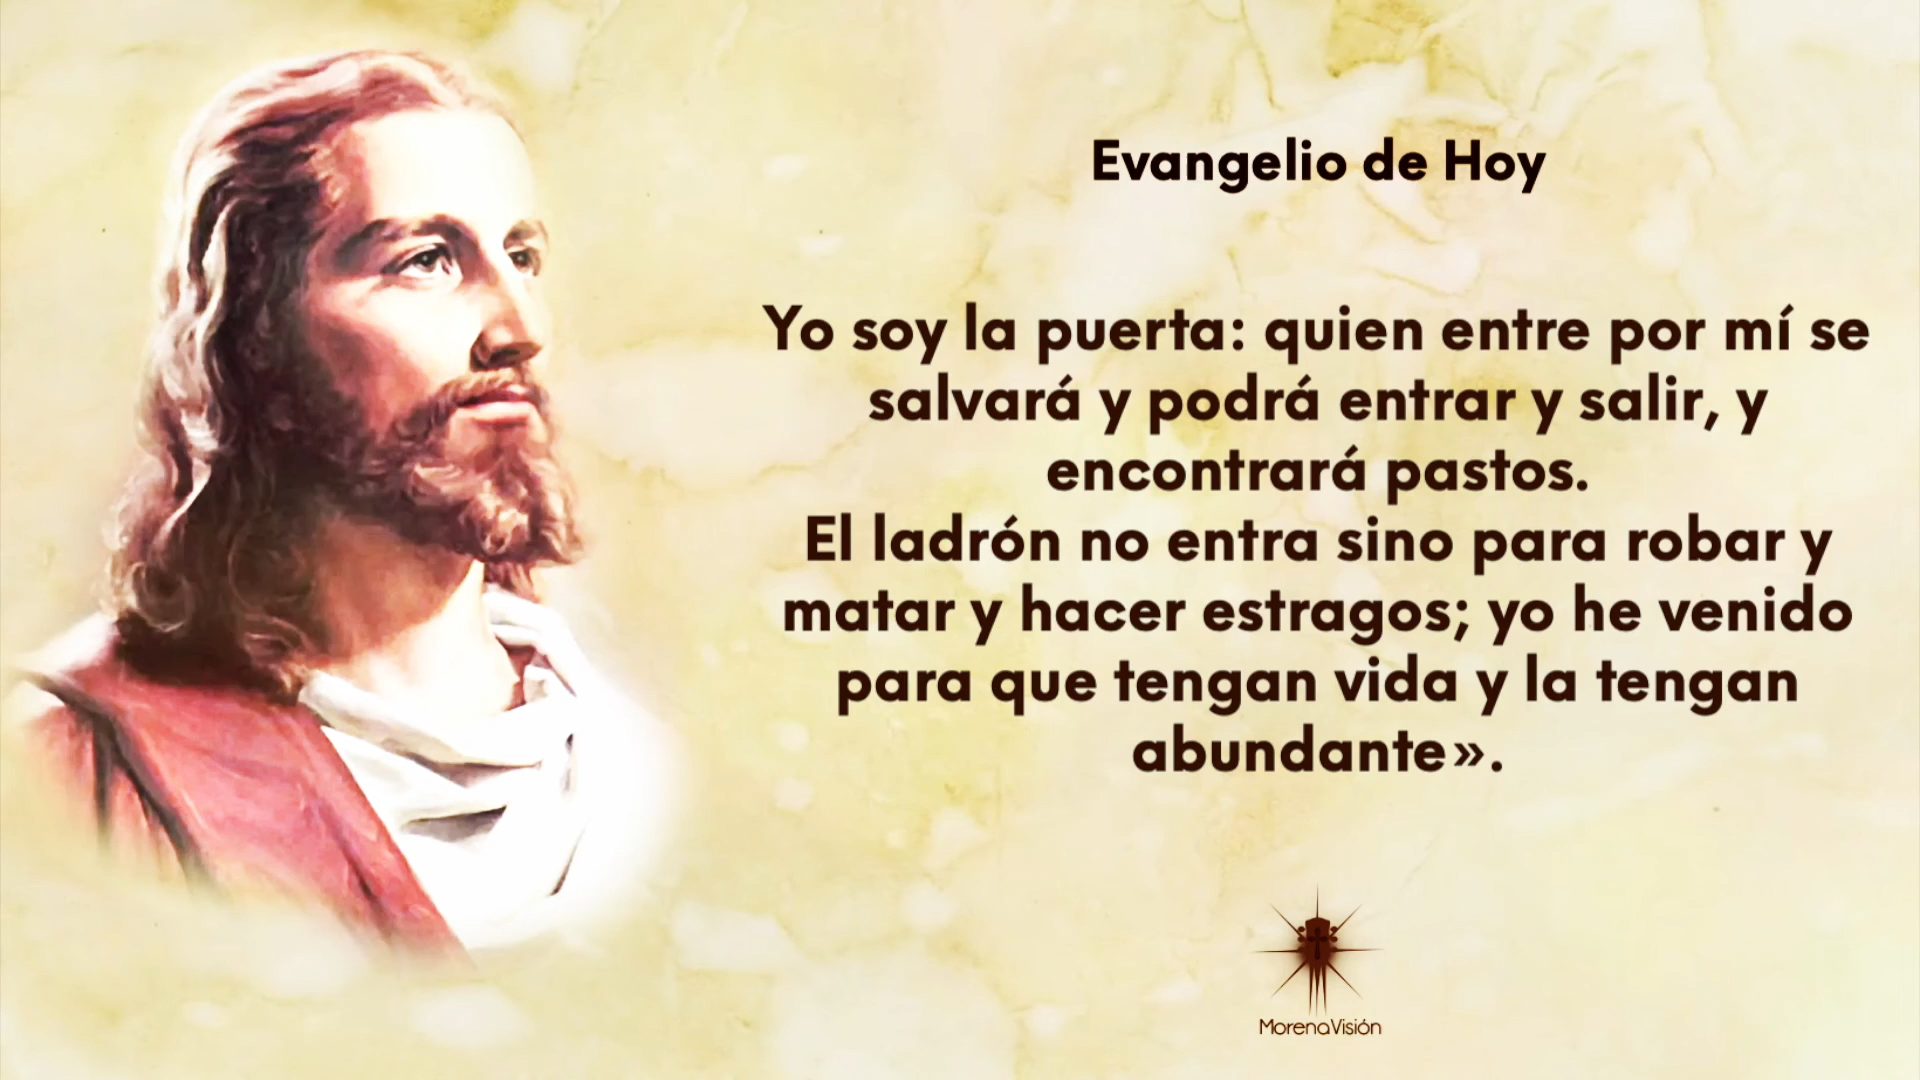 Evangelio de Hoy
Yo soy la puerta: quien entre por mí se
salvará y podrá entrar y salir, y
encontrará pastos.
El ladrón no entra sino para robar y
matar y hacer estragos; yo he venido
para que tengan vida y la tengan
abundante».
MorenaVisión